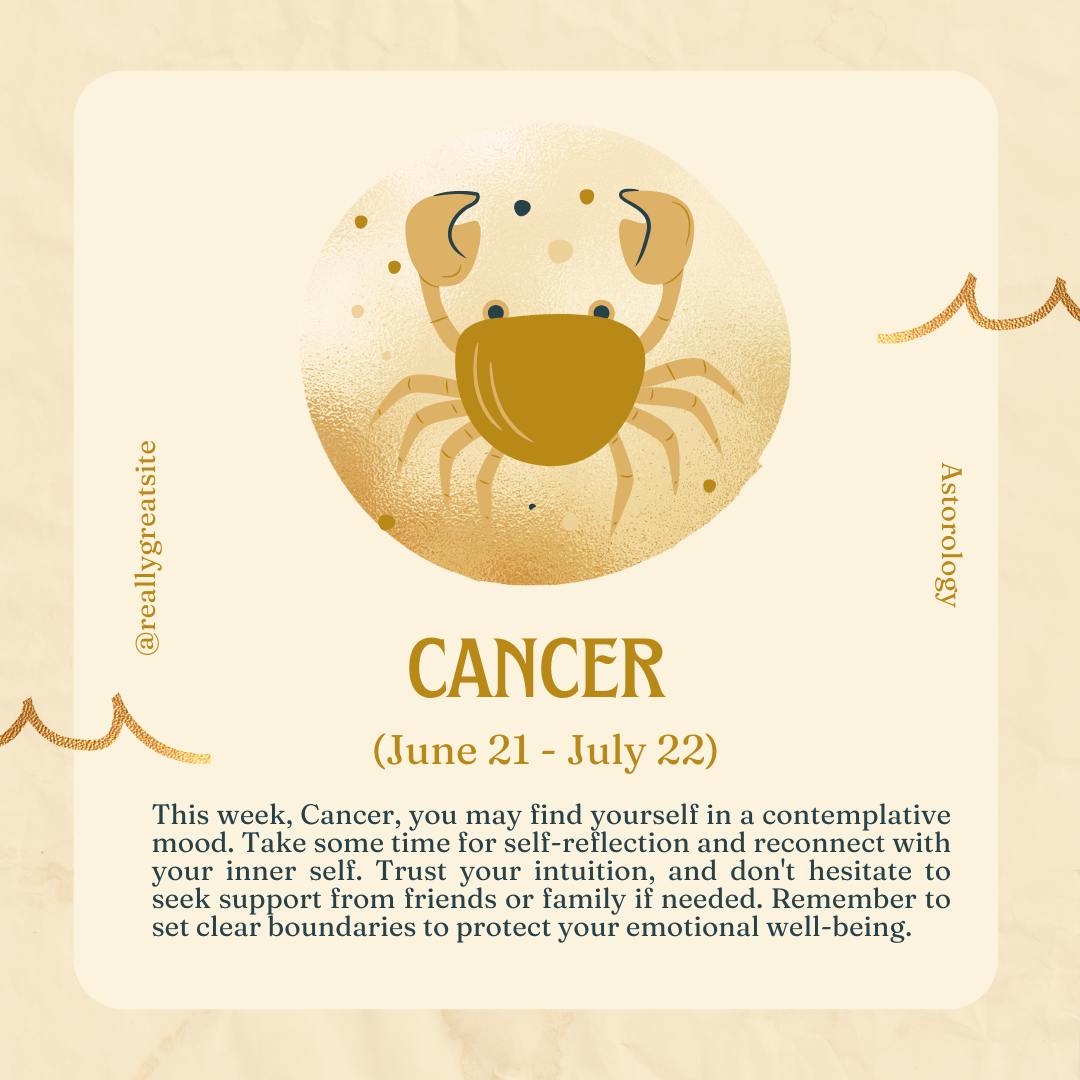 @reallygreatsite
Astorology
CANCER
(June 21 - July 22)
This week, Cancer, you may find yourself in a contemplative
mood. Take some time for self-reflection and reconnect with
your inner self. Trust your intuition, and don't hesitate to
seek support from friends or family if needed. Remember to
set clear boundaries to protect your emotional well-being.